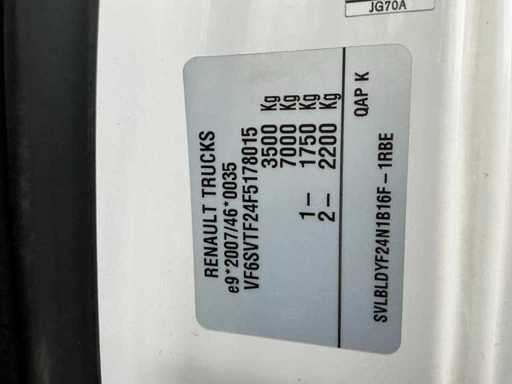 JG70A
RENAULT TRUCKS
e9*2007/46*0035
VF6SVTF24F5178015
3500 Kg
7000 Kg
1- 1750 Kg
2- 2200 Kg
QAP K
SVLBLDYF24N1B16F-1RBE